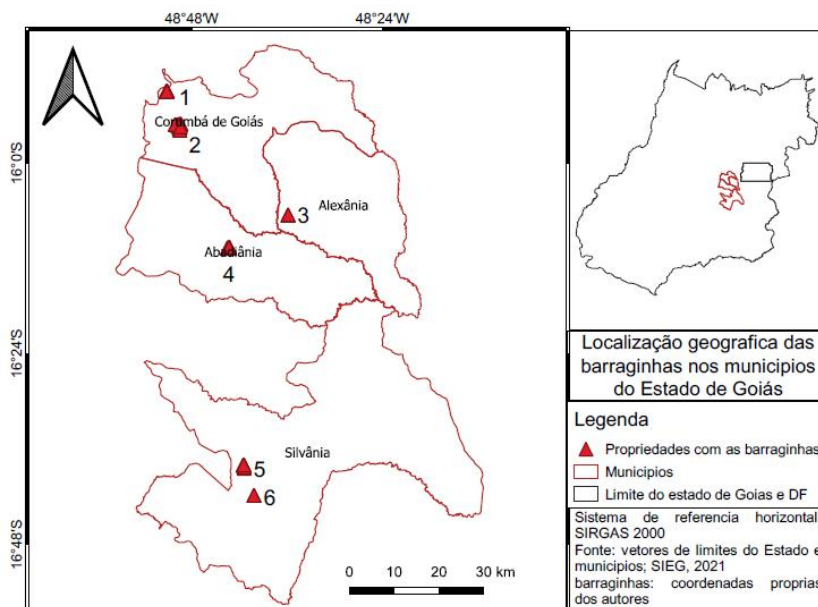 48°48'W
48°24'W
16°0'S
16°24'S
16°48'S
1
Corumbá de Goiás
2
3
Alexânia
Abadiânia
4
Silvânia
5
6
0 10 20 30 km
Localização geografica das
barraginhas nos municipios
do Estado de Goiás
Legenda
Propriedades com as barraginhas
Municipios
Limite do estado de Goias e DF
Sistema de referencia horizontal
SIRGAS 2000
Fonte: vetores de limites do Estado e
municipios; SIEG, 2021
barraginhas: coordenadas proprias
dos autores